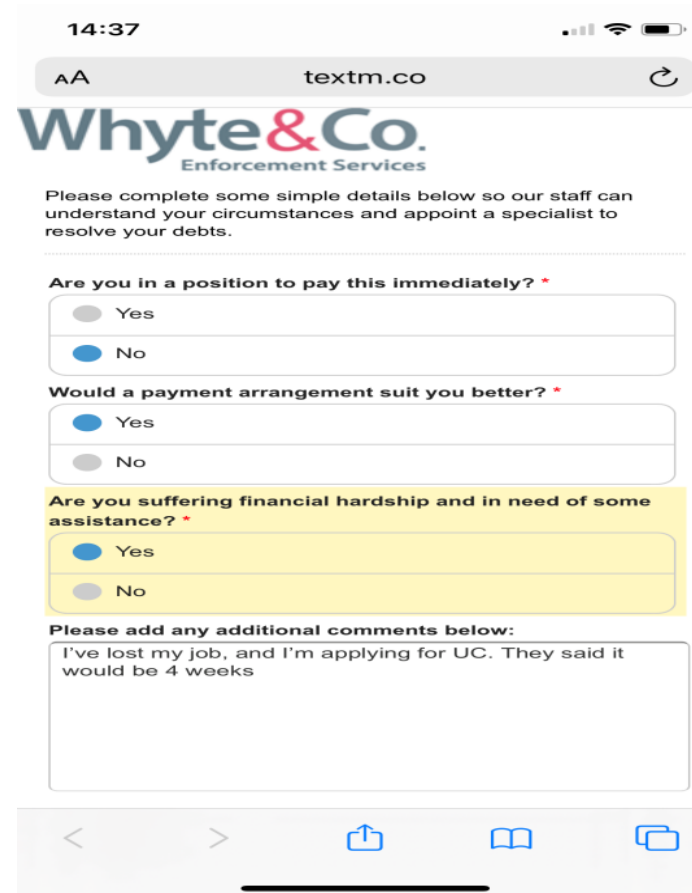 14:37
AA
textm.co
Whyte&Co.
Enforcement Services
Please complete some simple details below so our staff can
understand your circumstances and appoint a specialist to
resolve your debts.
Are you in a position to pay this immediately? *
Yes
No
Would a payment arrangement suit you better? *
Yes
No
Are you suffering financial hardship and in need of some
assistance? *
Yes
No
Please add any additional comments below:
I’ve lost my job, and I’m applying for UC. They said it
would be 4 weeks